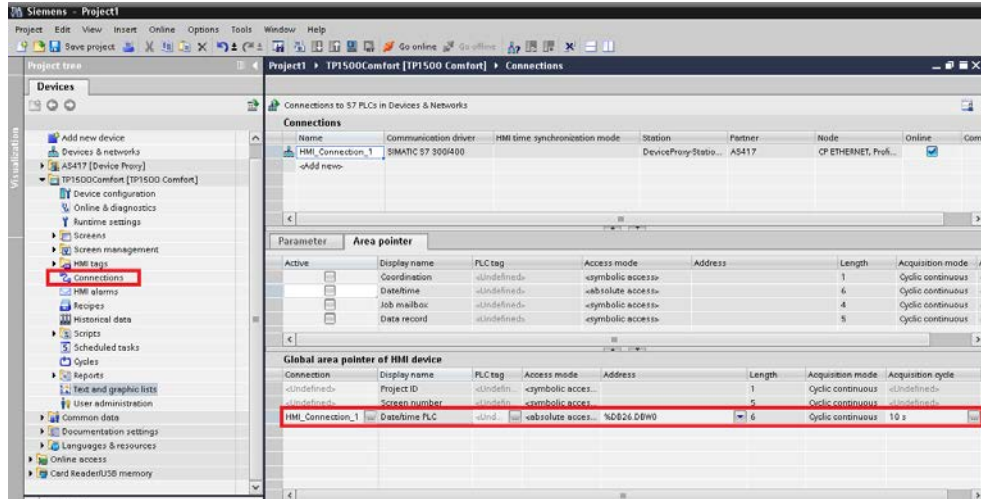 Siemens - Project1
Project Edit View Insert Online Options Tools Window Help
Save project Go online Go offline
Project tree
Project1 ▸ TP1500Comfort [TP1500 Comfort] ▸ Connections
Devices
Visualization
Add new device
Devices & networks
AS417 [Device Proxy]
TP1500Comfort [TP1500 Comfort]
Device configuration
Online & diagnostics
Runtime settings
Screens
Screen management
HMI tags
Connections
HMI alarms
Recipes
Historical data
Scripts
Scheduled tasks
Cycles
Reports
Text and graphic lists
User administration
Common data
Documentation settings
Languages & resources
Online access
Card Reader/USB memory
Connections to S7 PLCs in Devices & Networks
Connections
Name Communication driver HMI time synchronization mode Station Partner Node Online Com
HMI_Connection_1 SIMATIC S7 300/400 DeviceProxy-Statio... AS417 CP ETHERNET, Profi...
<Add new>
Parameter Area pointer
Active Display name PLC tag Access mode Address Length Acquisition mode
Coordination <Undefined> <symbolic access> 1 Cyclic continuous
Date/time <Undefined> <absolute access> 6 Cyclic continuous
Job mailbox <Undefined> <symbolic access> 4 Cyclic continuous
Data record <Undefined> <symbolic access> 5 Cyclic continuous
Global area pointer of HMI device
Connection Display name PLC tag Access mode Address Length Acquisition mode Acquisition cycle
<Undefined> Project ID <Undefin... <symbolic acces... 1 Cyclic continuous <Undefined>
<Undefined> Screen number <Undefin... <symbolic acces... 5 Cyclic continuous <Undefined>
HMI_Connection_1 Date/time PLC <Und... <absolute acces... %DB26.DBW0 6 Cyclic continuous 10 s